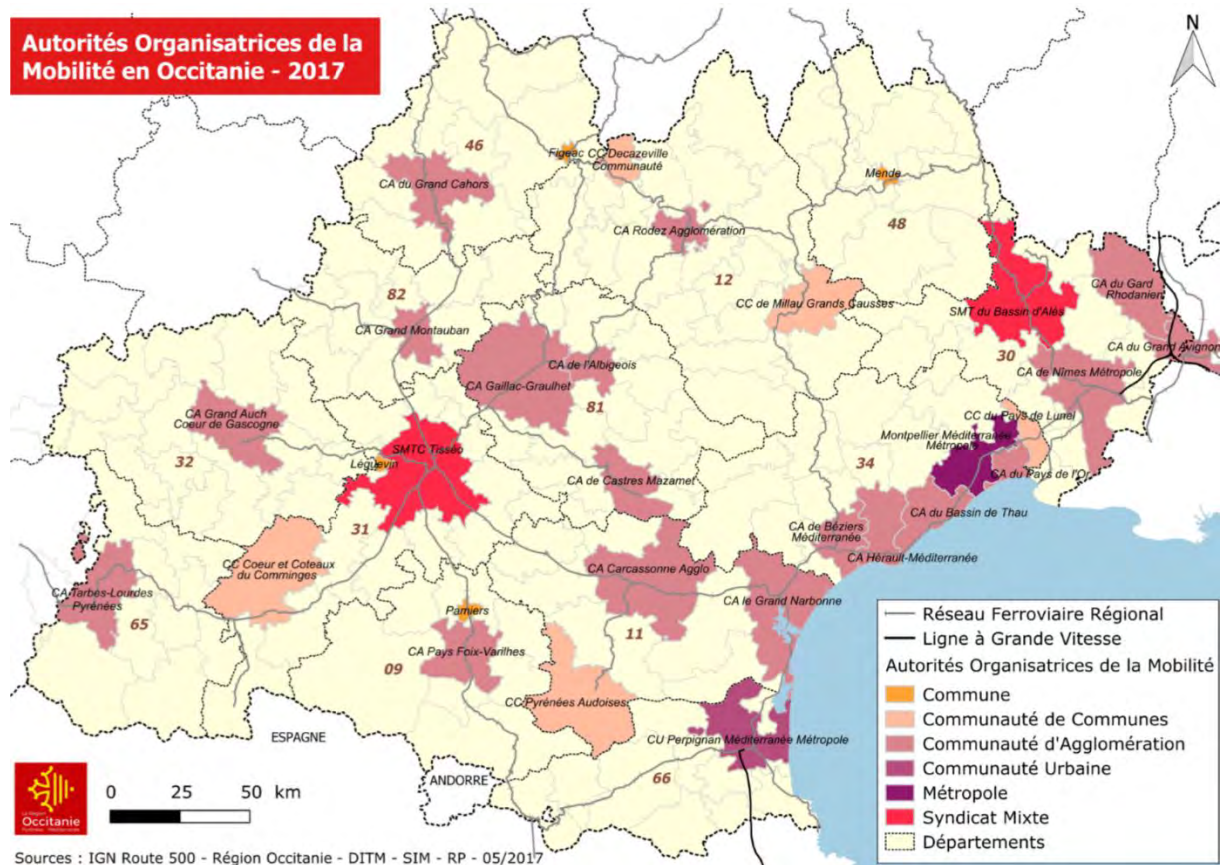 Autorités Organisatrices de la
Mobilité en Occitanie - 2017
N
46
Figeac
CC Decazeville
Communauté
CA du Grand Cahors
Mende
48
CA Rodez Agglomération
12
82
CA Grand Montauban
CC de Millau Grands Causses
CA du Gard
Rhodanien
SMT du Bassin d'Alès
30
CA du Grand Avignon
CA de Nîmes Métropole
CA de l'Albigeois
CA Gaillac-Graulhet
81
CA Grand Auch
Coeur de Gascogne
32
CC du Pays de Lunel
Montpellier Méditerranée
Métropole
SMTC Tisséo
Léguevin
34
CA du Pays de l'Or
CA de Castres Mazamet
CA du Bassin de Thau
31
CA de Béziers
Méditerranée
CA Hérault-Méditerranée
CC Coeur et Coteaux
du Comminges
CA Carcassonne Agglo
CA Tarbes-Lourdes
Pyrénées
CA le Grand Narbonne
65
Pamiers
11
09
CA Pays Foix-Varilhes
CC Pyrénées Audoises
ESPAGNE
CU Perpignan Méditerranée Métropole
ANDORRE
66
Réseau Ferroviaire Régional
Ligne à Grande Vitesse
Autorités Organisatrices de la Mobilité
Commune
Communauté de Communes
Communauté d'Agglomération
Communauté Urbaine
Métropole
Syndicat Mixte
Départements
La Région
Occitanie
Pyrénées - Méditerranée
0 25 50 km
Sources : IGN Route 500 - Région Occitanie - DITM - SIM - RP - 05/2017